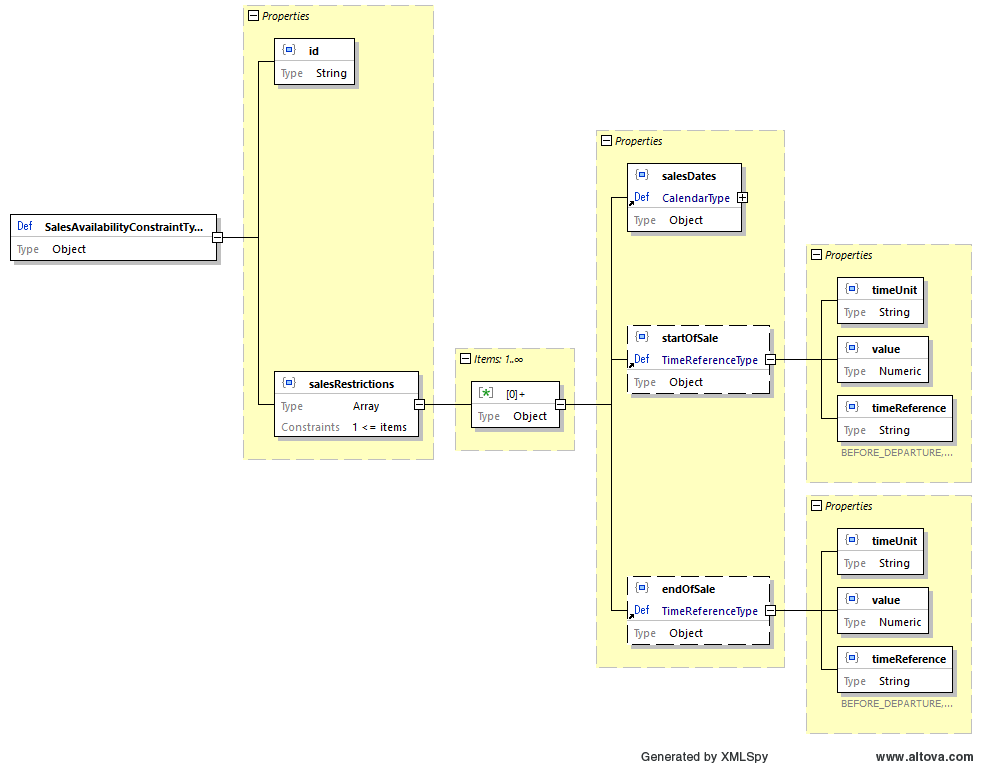 Properties
id
Type String
Def SalesAvailabilityConstraintTy...
Type Object
salesRestrictions
Type Array
Constraints 1 <= items
Items: 1..∞
[0]+
Type Object
Properties
salesDates
Def CalendarType
Type Object
startOfSale
Def TimeReferenceType
Type Object
Properties
timeUnit
Type String
value
Type Numeric
timeReference
Type String
BEFORE_DEPARTURE,...
endOfSale
Def TimeReferenceType
Type Object
Properties
timeUnit
Type String
value
Type Numeric
timeReference
Type String
BEFORE_DEPARTURE,...
Generated by XMLSpy www.altova.com